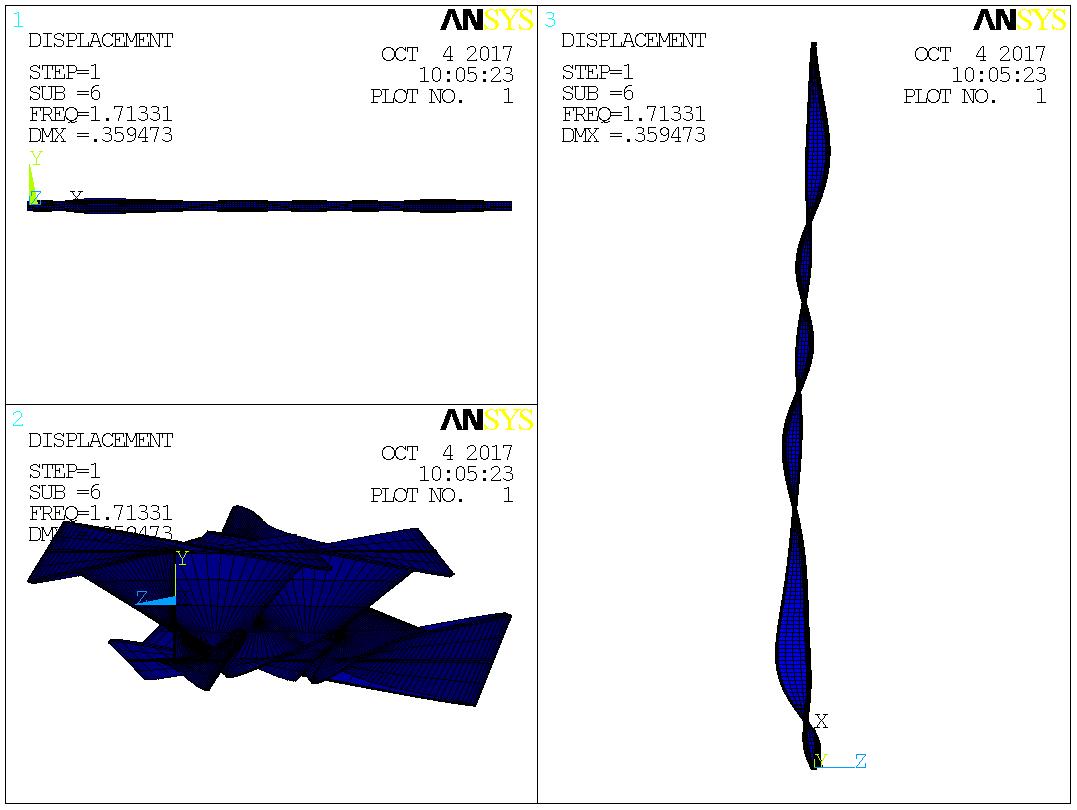 1
ANSYS
DISPLACEMENT
STEP=1
SUB =6
FREQ=1.71331
DMX =.359473
OCT 4 2017
10:05:23
PLOT NO. 1
Y
Z
X
2
ANSYS
DISPLACEMENT
STEP=1
SUB =6
FREQ=1.71331
OCT 4 2017
10:05:23
PLOT NO. 1
Y
Z
3
ANSYS
DISPLACEMENT
STEP=1
SUB =6
FREQ=1.71331
DMX =.359473
OCT 4 2017
10:05:23
PLOT NO. 1
X
Y
Z